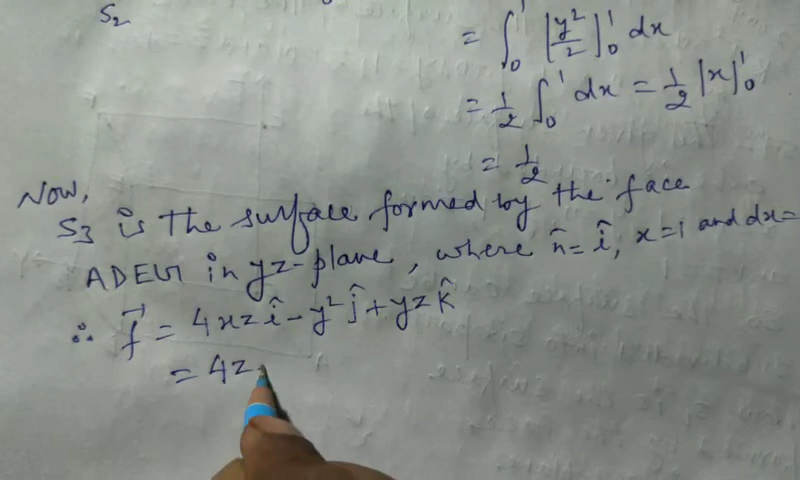 S₂
= ∫₀¹ |y²/2|₀¹ dx
= 1/2 ∫₀¹ dx = 1/2 |x|₀¹
= 1/2
Now,
S₃ is the surface formed by the face
ADEG in yz-plane, where n̂ = î, x=1 and dx=
∴ f⃗ = 4xz î - y² ĵ + yz k̂
= 4z